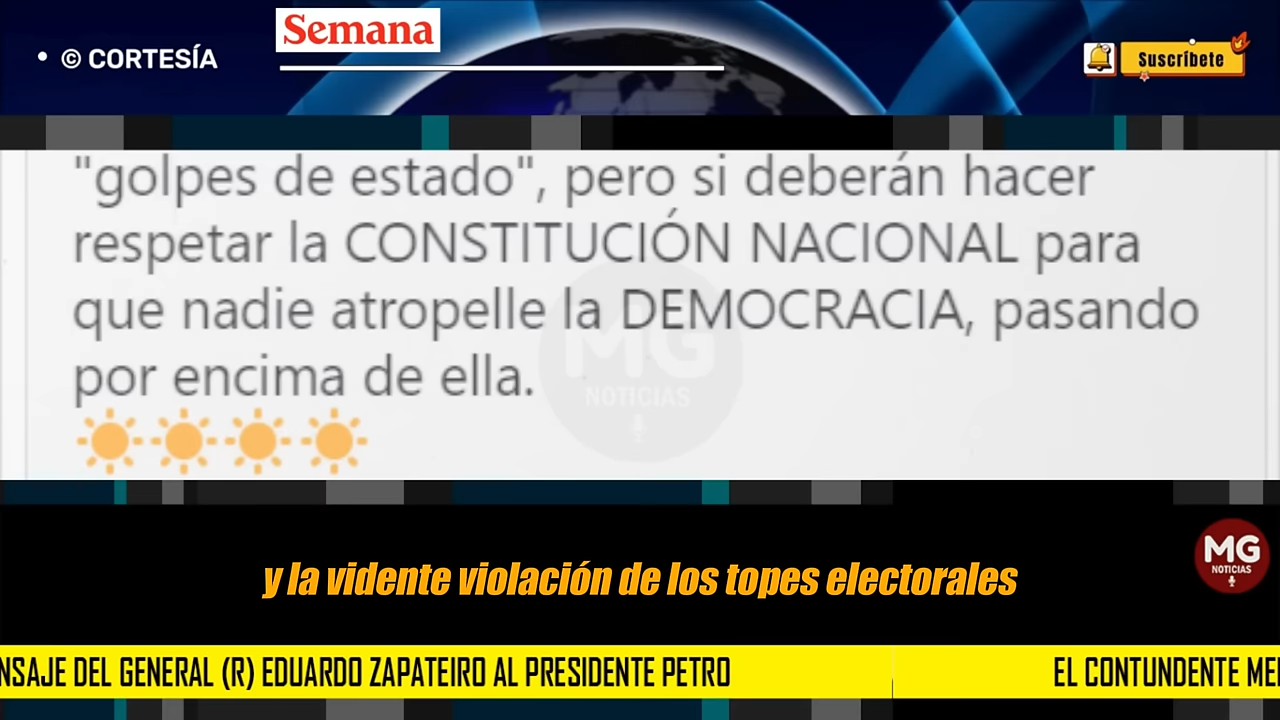 © CORTESÍA
Semana
Suscríbete
"golpes de estado", pero si deberán hacer
respetar la CONSTITUCIÓN NACIONAL para
que nadie atropelle la DEMOCRACIA, pasando
por encima de ella.
MG
NOTICIAS
y la vidente violación de los topes electorales
MG
NOTICIAS
NSAJE DEL GENERAL (R) EDUARDO ZAPATEIRO AL PRESIDENTE PETRO
EL CONTUNDENTE ME